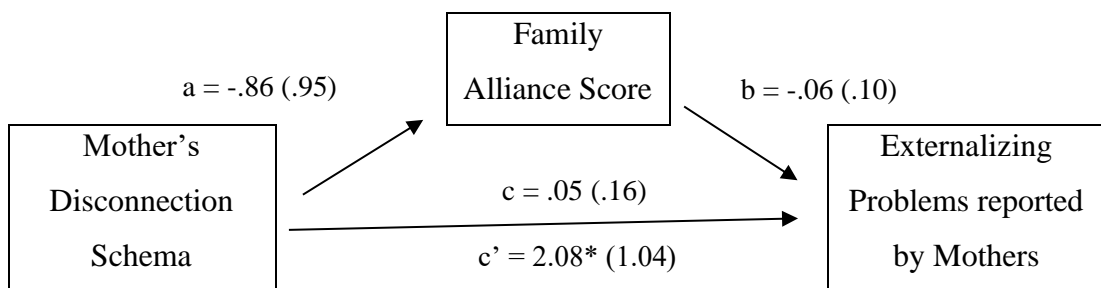 Family
Alliance Score
a = -.86 (.95)
b = -.06 (.10)
Mother’s
Disconnection
Schema
c = .05 (.16)
c’ = 2.08* (1.04)
Externalizing
Problems reported
by Mothers